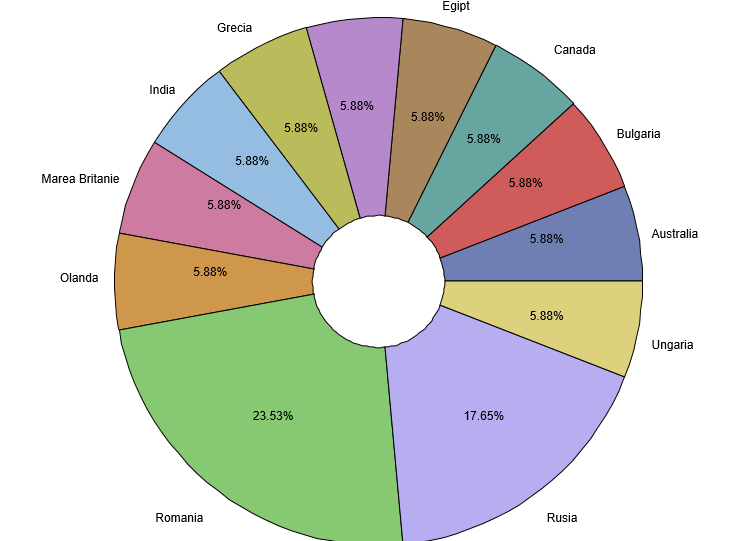 Egipt
Grecia
Canada
India
5.88%
5.88%
Bulgaria
5.88%
5.88%
5.88%
Marea Britanie
5.88%
5.88%
Australia
5.88%
Olanda
5.88%
5.88%
Ungaria
23.53%
17.65%
Romania
Rusia